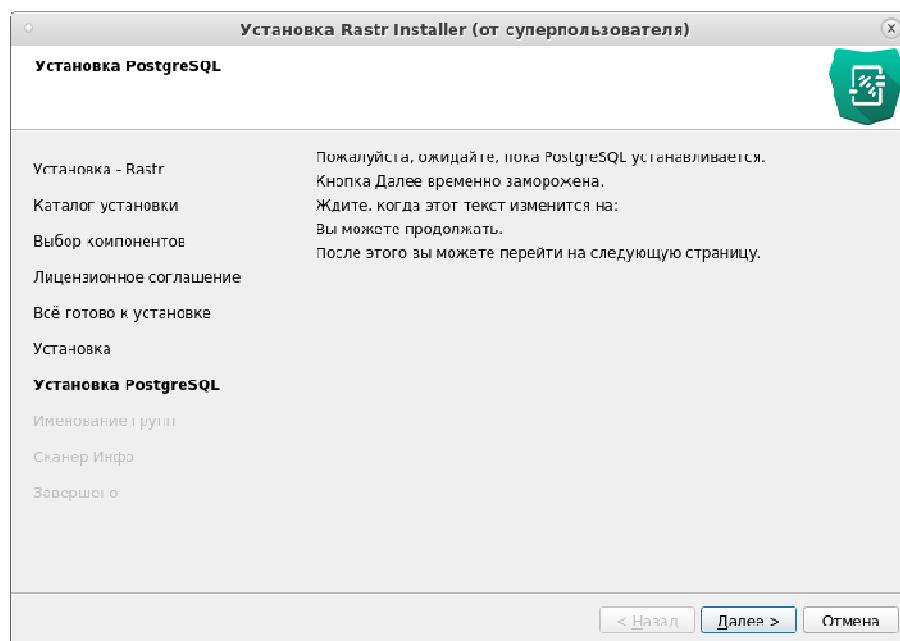 Установка Rastr Installer (от суперпользователя)
Установка PostgreSQL
Установка - Rastr
Каталог установки
Выбор компонентов
Лицензионное соглашение
Всё готово к установке
Установка
Установка PostgreSQL
Именование групп
Сканер Инфо
Завершено
Пожалуйста, ожидайте, пока PostgreSQL устанавливается.
Кнопка Далее временно заморожена.
Ждите, когда этот текст изменится на:
Вы можете продолжать.
После этого вы можете перейти на следующую страницу.
< Назад
Далее >
Отмена